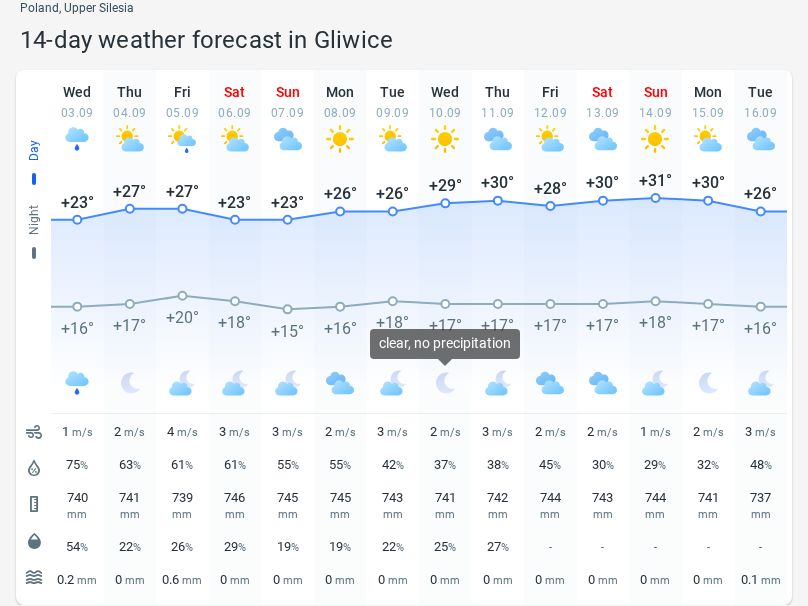 Poland, Upper Silesia
14-day weather forecast in Gliwice
Wed Thu Fri Sat Sun Mon Tue Wed Thu Fri Sat Sun Mon Tue
03.09 04.09 05.09 06.09 07.09 08.09 09.09 10.09 11.09 12.09 13.09 14.09 15.09 16.09
Day
+23° +27° +27° +23° +23° +26° +26° +29° +30° +28° +30° +31° +30° +26°
Night
+16° +17° +20° +18° +15° +16° +18° +17° +17° +17° +17° +18° +17° +16°
clear, no precipitation
1 m/s 2 m/s 4 m/s 3 m/s 3 m/s 2 m/s 3 m/s 2 m/s 3 m/s 2 m/s 2 m/s 1 m/s 2 m/s 3 m/s
75% 63% 61% 61% 55% 55% 42% 37% 38% 45% 30% 29% 32% 48%
740 741 739 746 745 745 743 741 742 744 743 744 741 737
mm mm mm mm mm mm mm mm mm mm mm mm mm mm
54% 22% 26% 29% 19% 19% 22% 25% 27% - - - - -
0.2 mm 0 mm 0.6 mm 0 mm 0 mm 0 mm 0 mm 0 mm 0 mm 0 mm 0 mm 0 mm 0 mm 0.1 mm